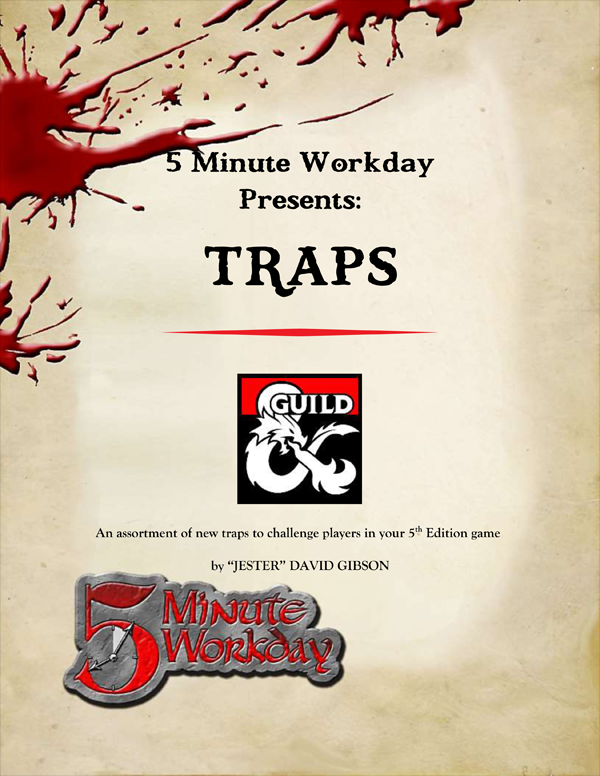 5 Minute Workday
Presents:
TRAPS
GUILD
An assortment of new traps to challenge players in your 5th Edition game
by “JESTER” DAVID GIBSON
5 Minute
Workday